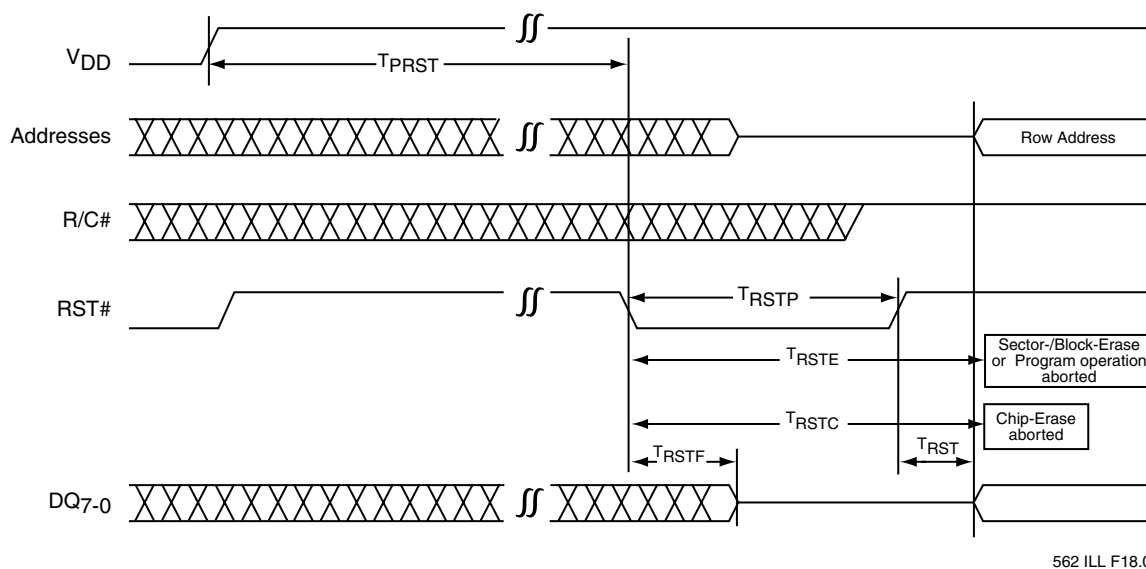 VDD
TPRST
Addresses
Row Address
R/C#
RST#
TRSTP
TRSTE
Sector-/Block-Erase
or Program operation
aborted
TRSTC
Chip-Erase
aborted
TRSTF
TRST
DQ7-0
562 ILL F18.0